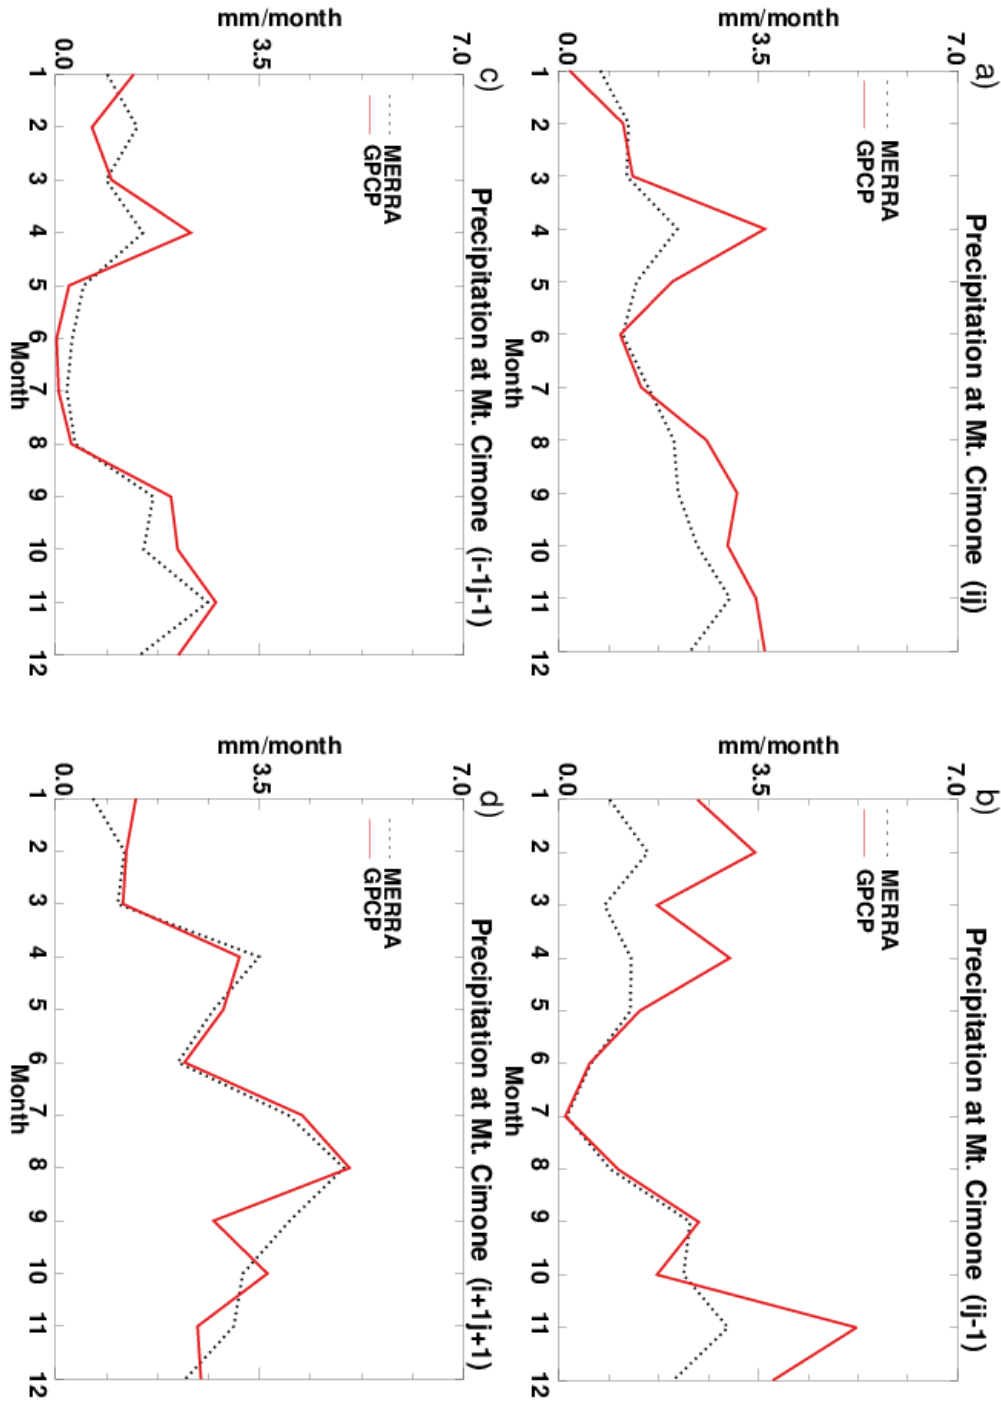 a)
Precipitation at Mt. Cimone (ij)
mm/month
7.0
3.5
0.0
MERRA
GPCP
1 2 3 4 5 6 7 8 9 10 11 12
Month
b)
Precipitation at Mt. Cimone (ij-1)
mm/month
7.0
3.5
0.0
MERRA
GPCP
1 2 3 4 5 6 7 8 9 10 11 12
Month
c)
Precipitation at Mt. Cimone (i-1j-1)
mm/month
7.0
3.5
0.0
MERRA
GPCP
1 2 3 4 5 6 7 8 9 10 11 12
Month
d)
Precipitation at Mt. Cimone (i+1j+1)
mm/month
7.0
3.5
0.0
MERRA
GPCP
1 2 3 4 5 6 7 8 9 10 11 12
Month